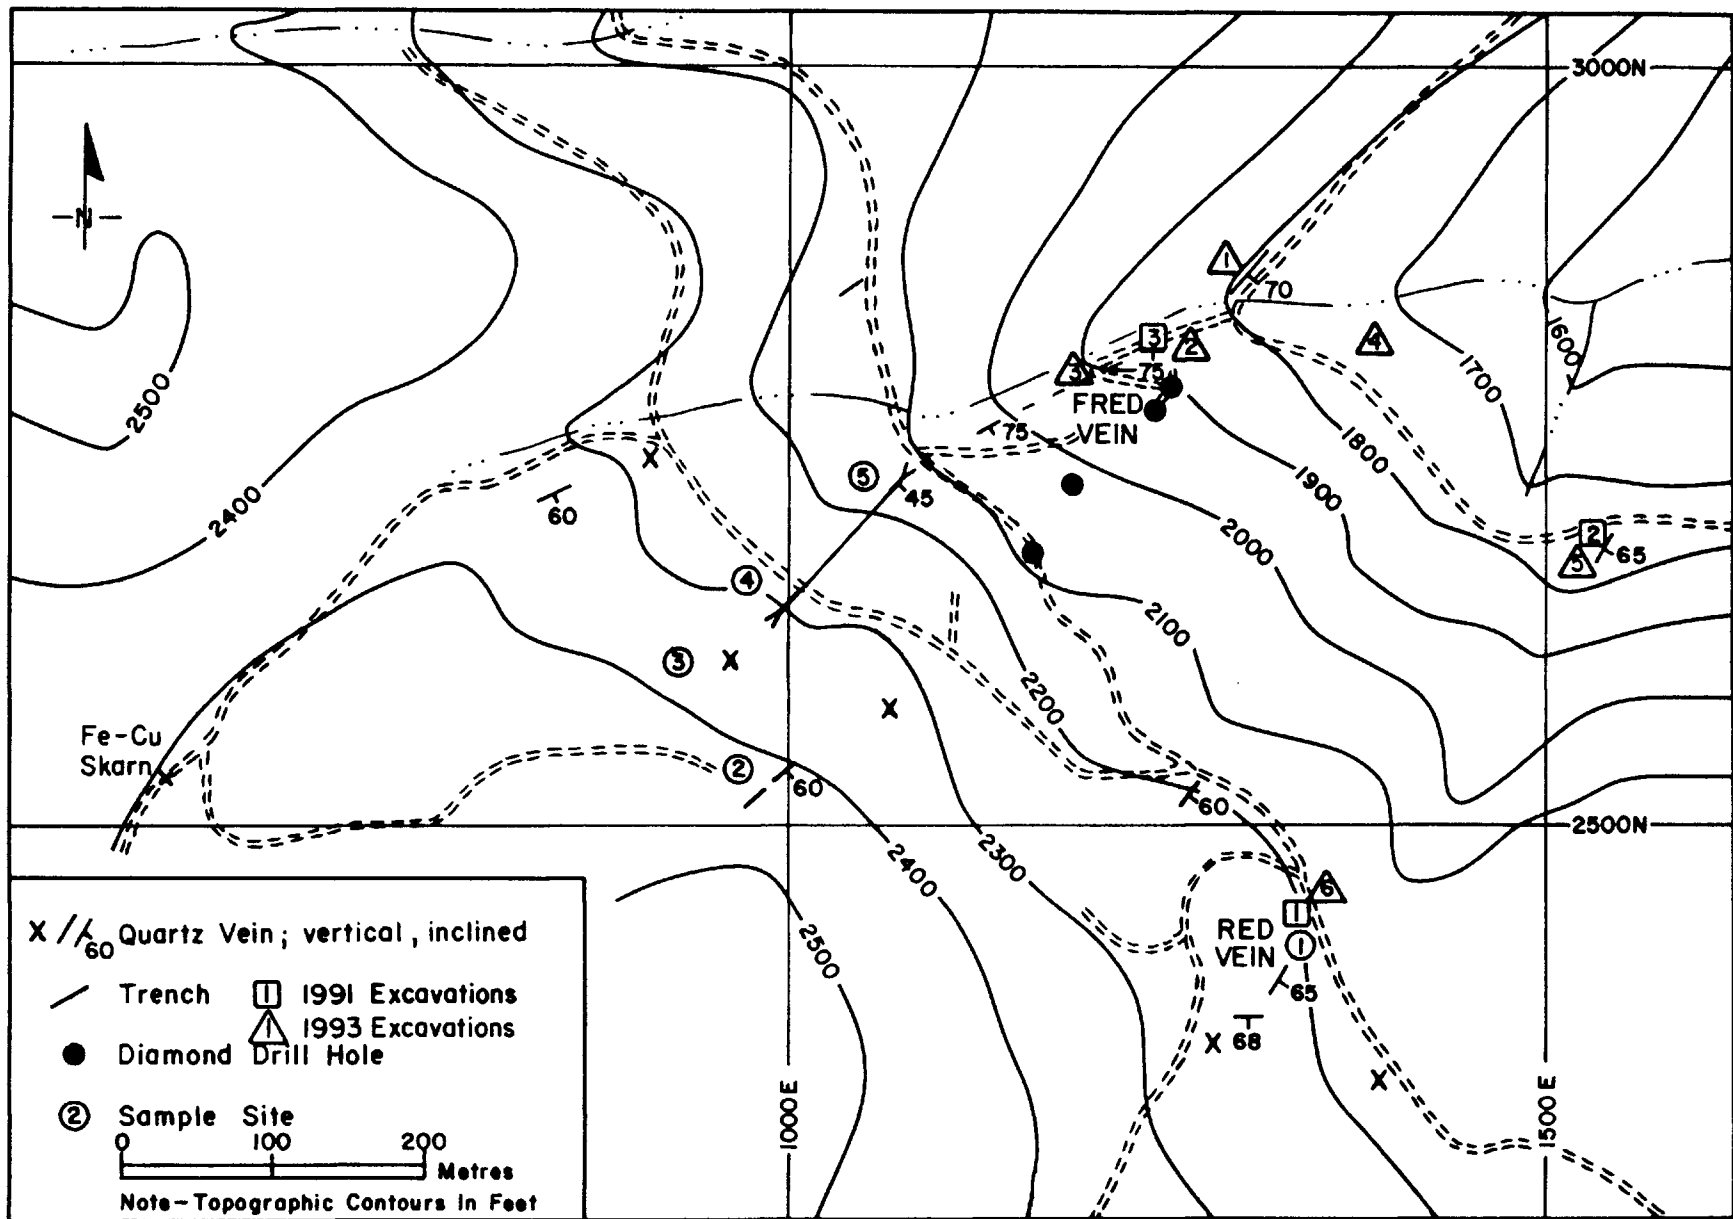 3000N
N
1
70
3
2
4
1600
3
75
1700
2500
FRED
VEIN
75
1800
5
45
1900
2400
60
2000
2
65
5
4
2100
3
2200
Fe-Cu
Skarn
2
60
60
2500N
2300
2400
6
X // 60 Quartz Vein; vertical, inclined
1
RED
VEIN
1
2500
65
Trench 1 1991 Excavations
1 1993 Excavations
68
Diamond Drill Hole
2 Sample Site
1000E
1500E
0 100 200
Metres
Note-Topographic Contours In Feet